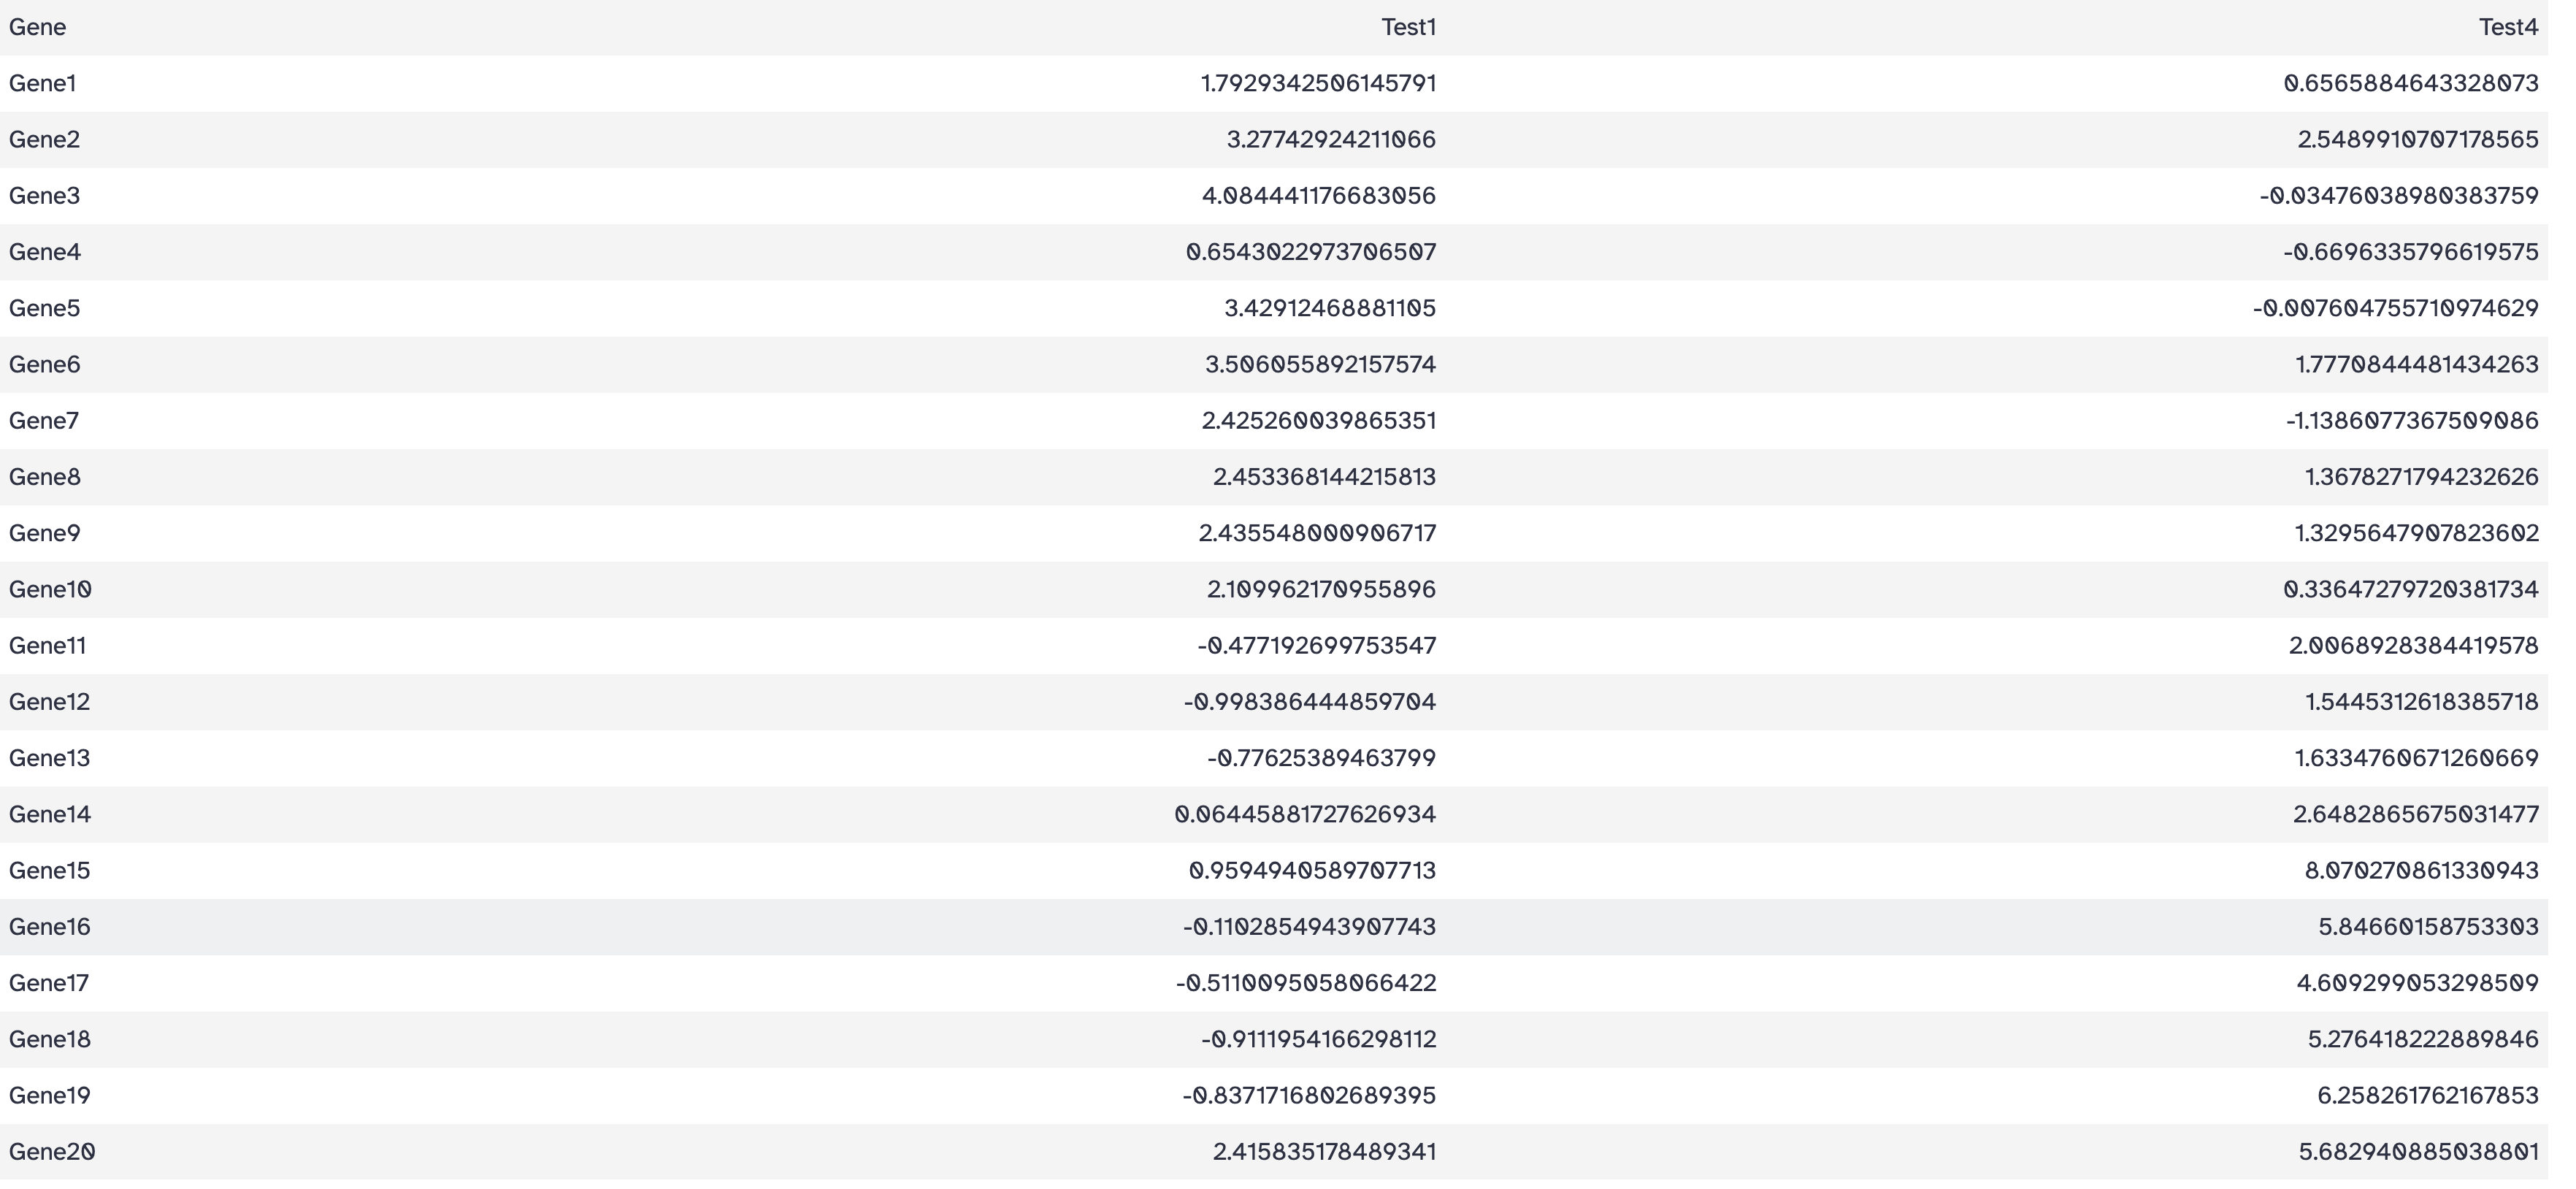 Gene Test1 Test4
Gene1 1.7929342506145791 0.6565884643328073
Gene2 3.27742924211066 2.5489910707178565
Gene3 4.084441176683056 -0.03476038980383759
Gene4 0.6543022973706507 -0.6696335796619575
Gene5 3.42912468881105 -0.007604755710974629
Gene6 3.506055892157574 1.7770844481434263
Gene7 2.425260039865351 -1.1386077367509086
Gene8 2.453368144215813 1.3678271794232626
Gene9 2.435548000906717 1.3295647907823602
Gene10 2.109962170955896 0.33647279720381734
Gene11 -0.477192699753547 2.0068928384419578
Gene12 -0.998386444859704 1.5445312618385718
Gene13 -0.77625389463799 1.6334760671260669
Gene14 0.06445881727626934 2.6482865675031477
Gene15 0.9594940589707713 8.070270861330943
Gene16 -0.1102854943907743 5.84660158753303
Gene17 -0.5110095058066422 4.609299053298509
Gene18 -0.9111954166298112 5.276418222889846
Gene19 -0.8371716802689395 6.258261762167853
Gene20 2.415835178489341 5.682940885038801